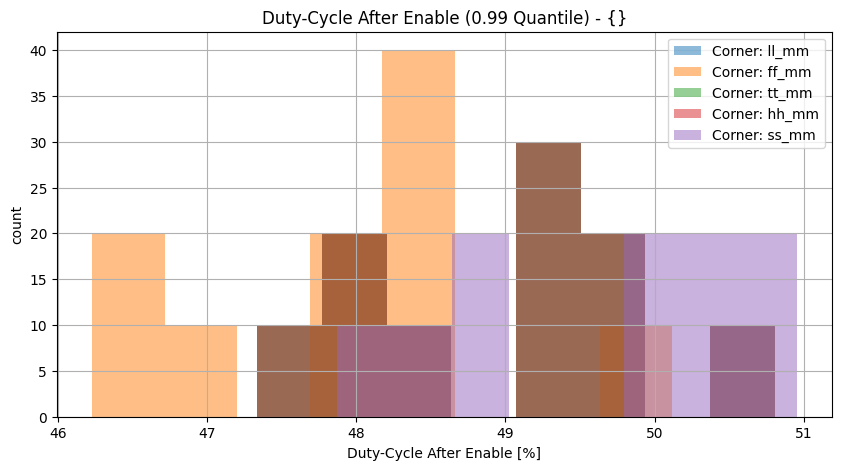 Duty-Cycle After Enable (0.99 Quantile) - {}
Corner: ll_mm
Corner: ff_mm
Corner: tt_mm
Corner: hh_mm
Corner: ss_mm
40
35
30
25
20
15
10
5
0
count
46
47
48
49
50
51
Duty-Cycle After Enable [%]